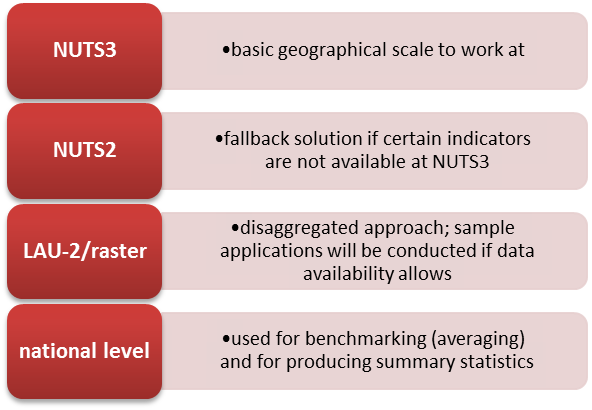 NUTS3
•basic geographical scale to work at
NUTS2
•fallback solution if certain indicators
are not available at NUTS3
LAU-2/raster
•disaggregated approach; sample
applications will be conducted if data
availability allows
national level
•used for benchmarking (averaging)
and for producing summary statistics